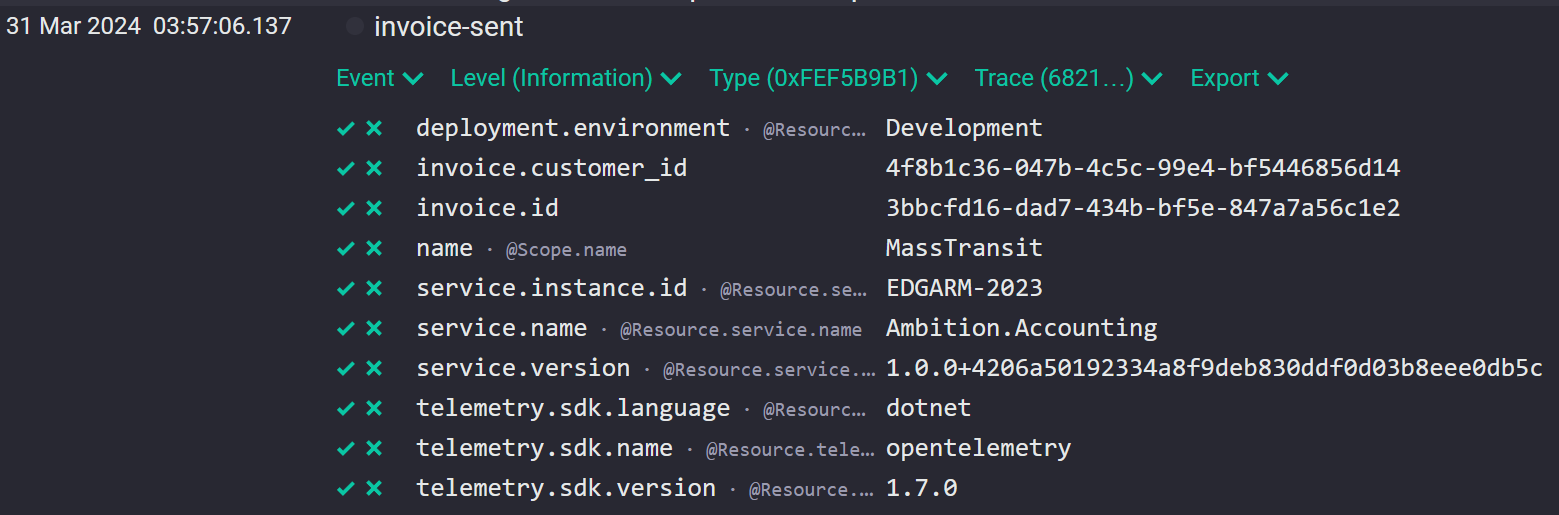 31 Mar 2024 03:57:06.137 invoice-sent
Event Level (Information) Type (0xFEF5B9B1) Trace (6821...) Export
deployment.environment · @Resourc... Development
invoice.customer_id 4f8b1c36-047b-4c5c-99e4-bf5446856d14
invoice.id 3bbcfd16-dad7-434b-bf5e-847a7a56c1e2
name · @Scope.name MassTransit
service.instance.id · @Resource.se... EDGARM-2023
service.name · @Resource.service.name Ambition.Accounting
service.version · @Resource.service.... 1.0.0+4206a50192334a8f9deb830ddf0d03b8eee0db5c
telemetry.sdk.language · @Resourc... dotnet
telemetry.sdk.name · @Resource.tele... opentelemetry
telemetry.sdk.version · @Resource.... 1.7.0